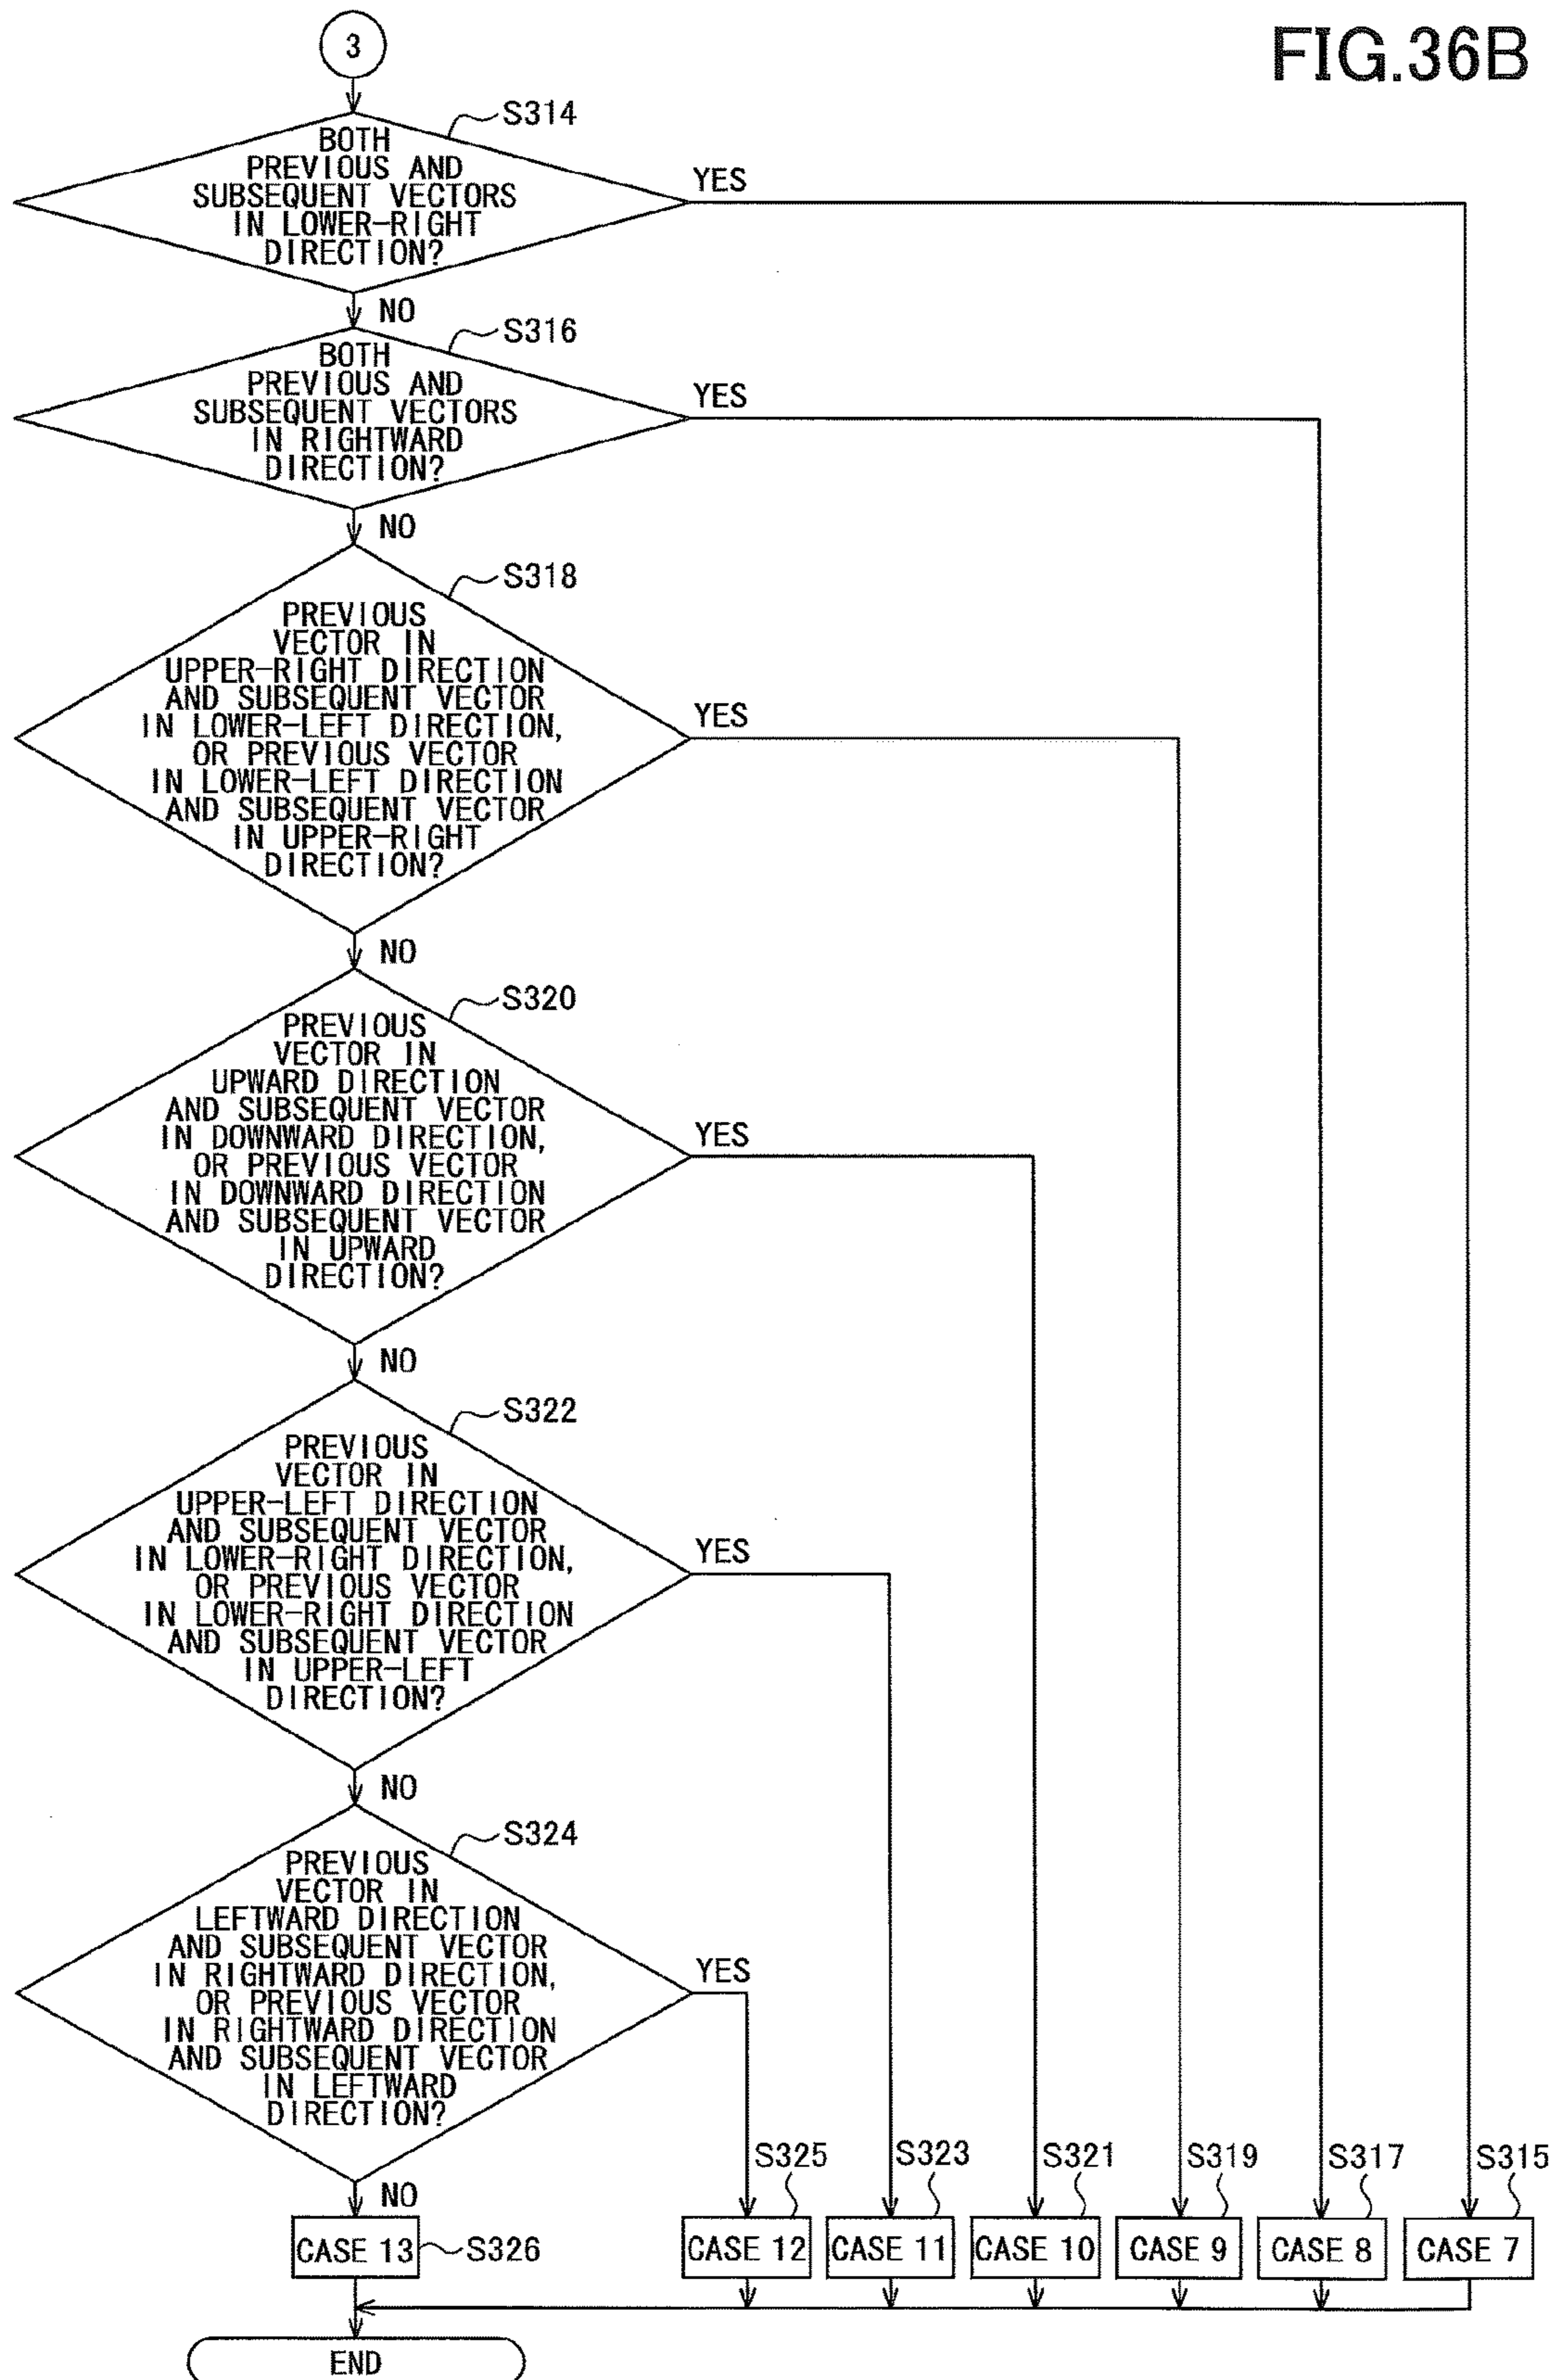 FIG.36B
3
S314
BOTH
PREVIOUS AND
SUBSEQUENT VECTORS
IN LOWER-RIGHT
DIRECTION?
YES
NO
S316
BOTH
PREVIOUS AND
SUBSEQUENT VECTORS
IN RIGHTWARD
DIRECTION?
YES
NO
S318
PREVIOUS
VECTOR IN
UPPER-RIGHT DIRECTION
AND SUBSEQUENT VECTOR
IN LOWER-LEFT DIRECTION,
OR PREVIOUS VECTOR
IN LOWER-LEFT DIRECTION
AND SUBSEQUENT VECTOR
IN UPPER-RIGHT
DIRECTION?
YES
NO
S320
PREVIOUS
VECTOR IN
UPWARD DIRECTION
AND SUBSEQUENT VECTOR
IN DOWNWARD DIRECTION,
OR PREVIOUS VECTOR
IN DOWNWARD DIRECTION
AND SUBSEQUENT VECTOR
IN UPWARD
DIRECTION?
YES
NO
S322
PREVIOUS
VECTOR IN
UPPER-LEFT DIRECTION
AND SUBSEQUENT VECTOR
IN LOWER-RIGHT DIRECTION,
OR PREVIOUS VECTOR
IN LOWER-RIGHT DIRECTION
AND SUBSEQUENT VECTOR
IN UPPER-LEFT
DIRECTION?
YES
NO
S324
PREVIOUS
VECTOR IN
LEFTWARD DIRECTION
AND SUBSEQUENT VECTOR
IN RIGHTWARD DIRECTION,
OR PREVIOUS VECTOR
IN RIGHTWARD DIRECTION
AND SUBSEQUENT VECTOR
IN LEFTWARD
DIRECTION?
YES
NO
S325 S323 S321 S319 S317 S315
CASE 13 S326 CASE 12 CASE 11 CASE 10 CASE 9 CASE 8 CASE 7
END